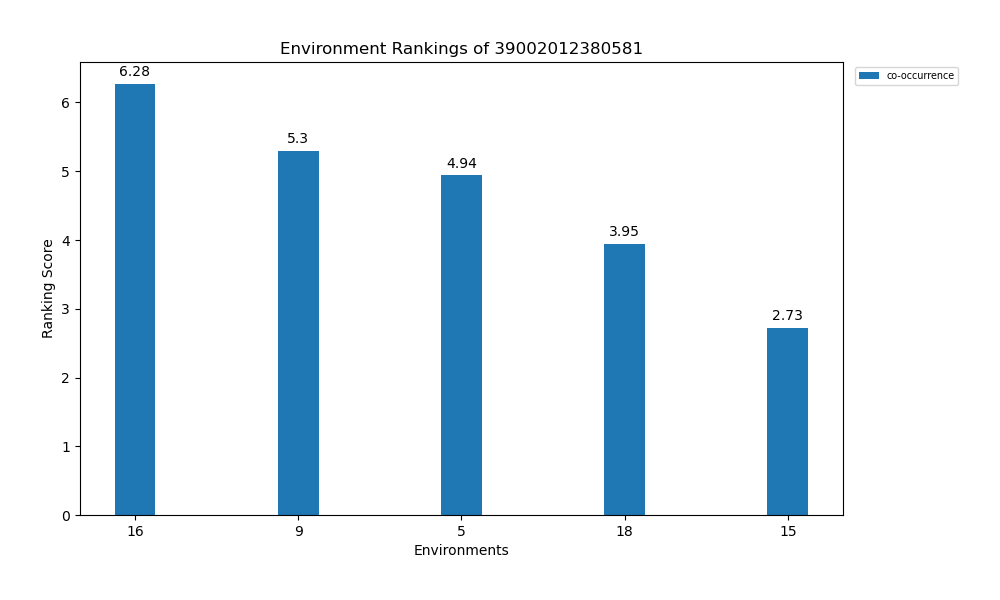 Environment Rankings of 39002012380581
co-occurrence
6.28
5.3
4.94
3.95
2.73
Ranking Score
6
5
4
3
2
1
0
16 9 5 18 15
Environments